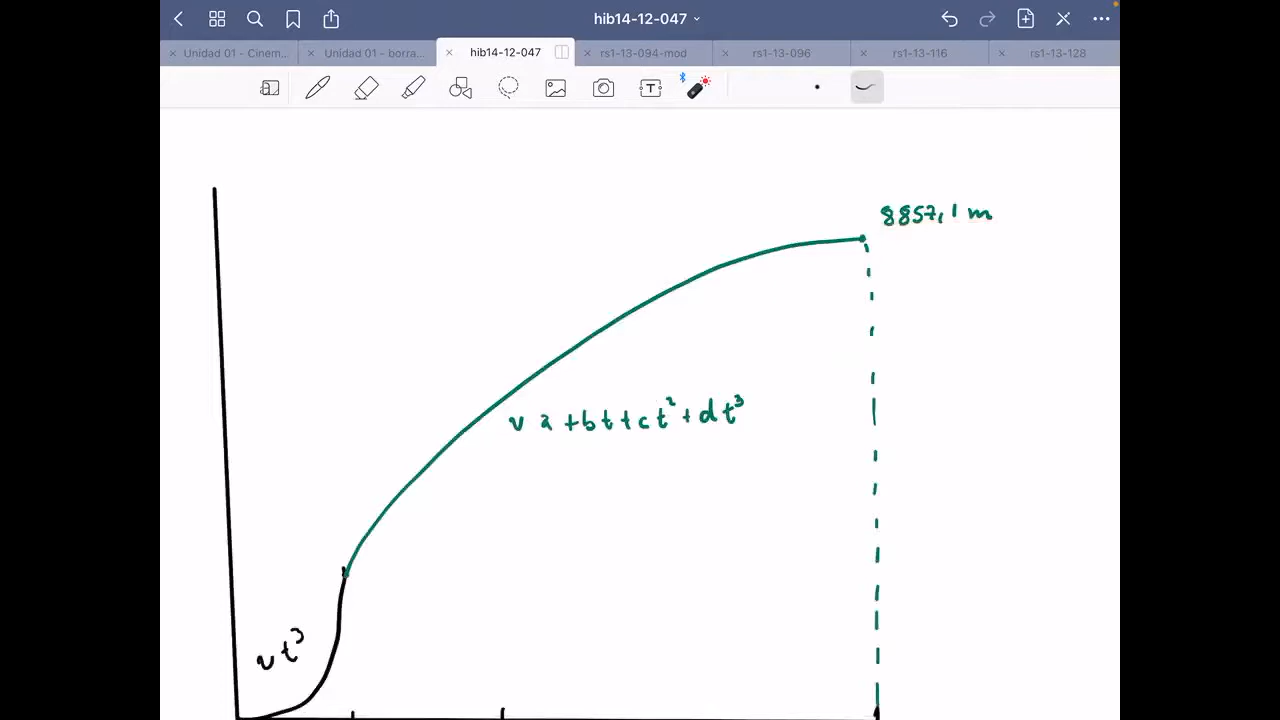 hib14-12-047
Unidad 01 - Cinem...
Unidad 01 - borra...
hib14-12-047
rs1-13-094-mod
rs1-13-096
rs1-13-116
rs1-13-128
T
8857,1 m
v a + bt + ct² + dt³
v t³